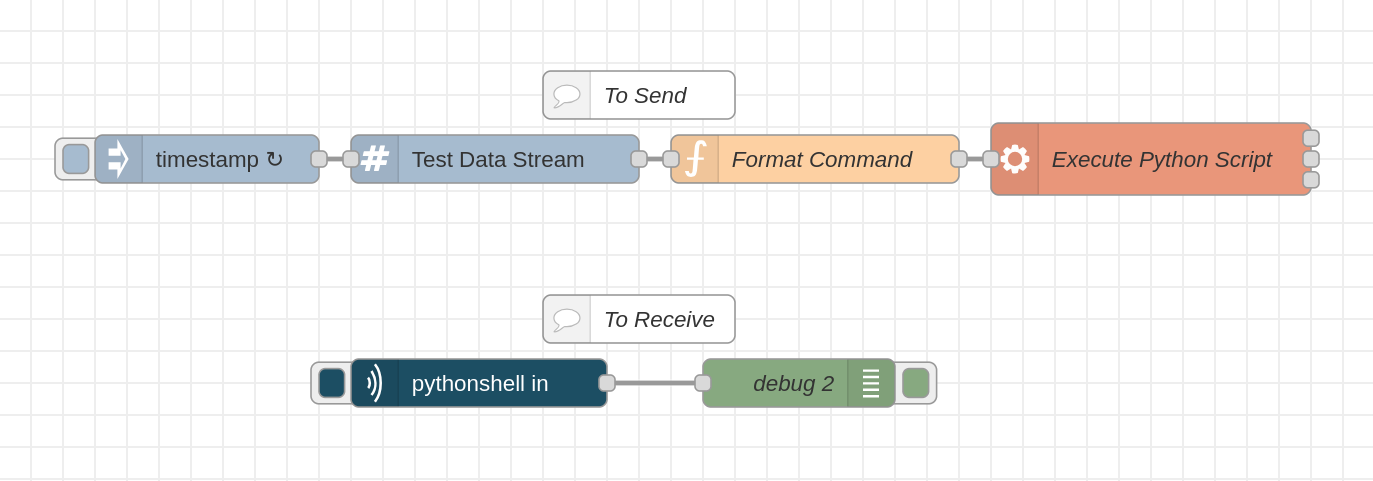 To Send
timestamp ↻
Test Data Stream
Format Command
Execute Python Script
To Receive
pythonshell in
debug 2